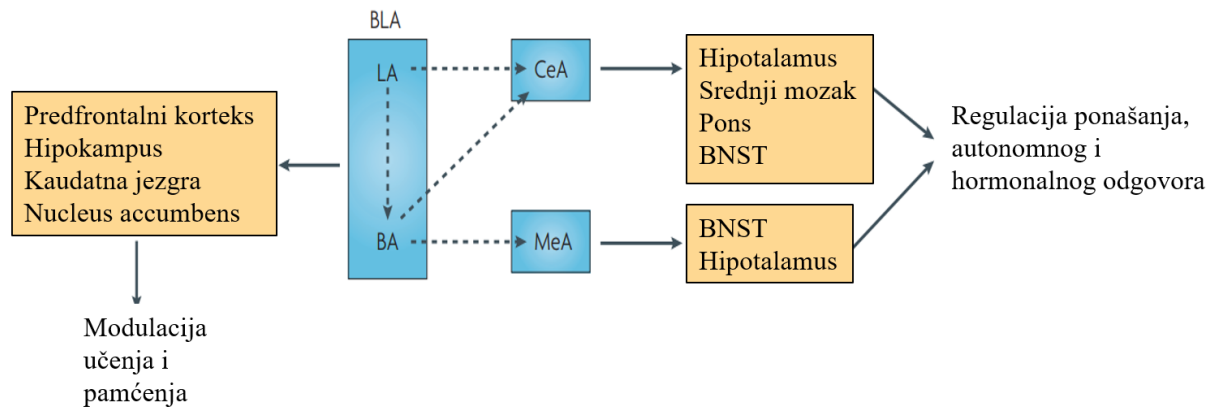 BLA
LA
BA
CeA
MeA
Predfrontalni korteks
Hipokampus
Kaudatna jezgra
Nucleus accumbens
Modulacija
učenja i
pamćenja
Hipotalamus
Srednji mozak
Pons
BNST
BNST
Hipotalamus
Regulacija ponašanja,
autonomnog i
hormonalnog odgovora